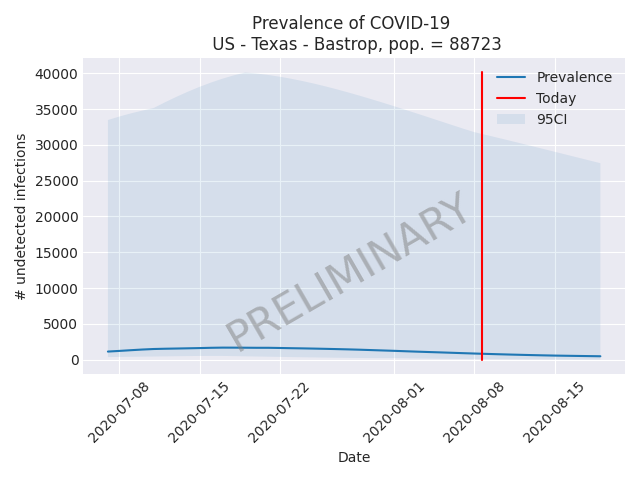 Prevalence of COVID-19
US - Texas - Bastrop, pop. = 88723
40000
35000
30000
25000
20000
15000
10000
5000
0
# undetected infections
Prevalence
Today
95CI
PRELIMINARY
2020-07-08
2020-07-15
2020-07-22
2020-08-01
2020-08-08
2020-08-15
Date